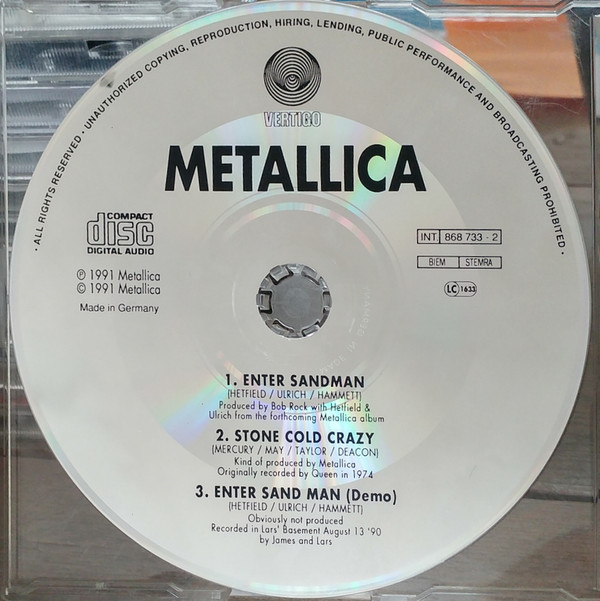 · ALL RIGHTS RESERVED · UNAUTHORIZED COPYING, REPRODUCTION, HIRING, LENDING, PUBLIC PERFORMANCE AND BROADCASTING PROHIBITED ·
VERTIGO
METALLICA
COMPACT
disc
DIGITAL AUDIO
INT. 868 733 - 2
BIEM STEMRA
LC 1633
℗ 1991 Metallica
© 1991 Metallica
Made in Germany
1. ENTER SANDMAN
(HETFIELD / ULRICH / HAMMETT)
Produced by Bob Rock with Hetfield &
Ulrich from the forthcoming Metallica album
2. STONE COLD CRAZY
(MERCURY / MAY / TAYLOR / DEACON)
Kind of produced by Metallica
Originally recorded by Queen in 1974
3. ENTER SAND MAN (Demo)
(HETFIELD / ULRICH / HAMMETT)
Obviously not produced
Recorded in Lars' Basement August 13 '90
by James and Lars